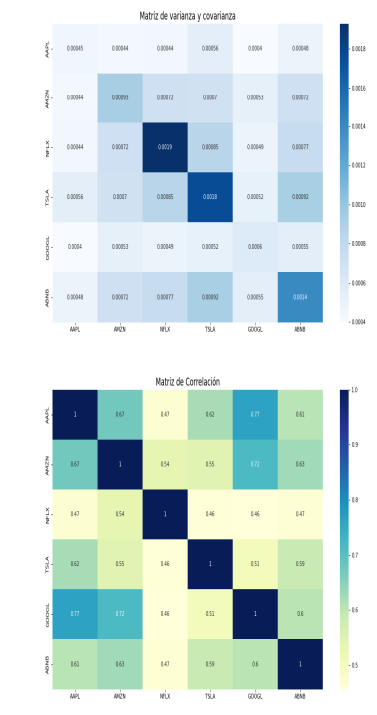 Matriz de varianza y covarianza
AAPL 0.00045 0.00044 0.00044 0.00056 0.0004 0.00048
AMZN 0.00044 0.00093 0.00072 0.0007 0.00053 0.00072
NFLX 0.00044 0.00072 0.0019 0.00085 0.00049 0.00077
TSLA 0.00056 0.0007 0.00085 0.0018 0.00052 0.00092
GOOGL 0.0004 0.00053 0.00049 0.00052 0.0006 0.00055
ABNB 0.00048 0.00072 0.00077 0.00092 0.00055 0.0014
AAPL AMZN NFLX TSLA GOOGL ABNB
0.0018
0.0016
0.0014
0.0012
0.0010
0.0008
0.0006
0.0004
Matriz de Correlación
AAPL 1 0.67 0.47 0.62 0.77 0.61
AMZN 0.67 1 0.54 0.55 0.72 0.63
NFLX 0.47 0.54 1 0.46 0.46 0.47
TSLA 0.62 0.55 0.46 1 0.51 0.59
GOOGL 0.77 0.72 0.46 0.51 1 0.6
ABNB 0.61 0.63 0.47 0.59 0.6 1
AAPL AMZN NFLX TSLA GOOGL ABNB
1.0
0.9
0.8
0.7
0.6
0.5